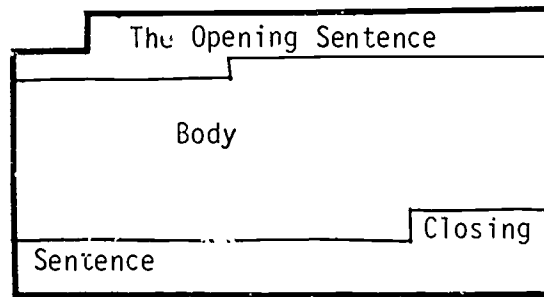 The Opening Sentence
Body
Closing
Sentence